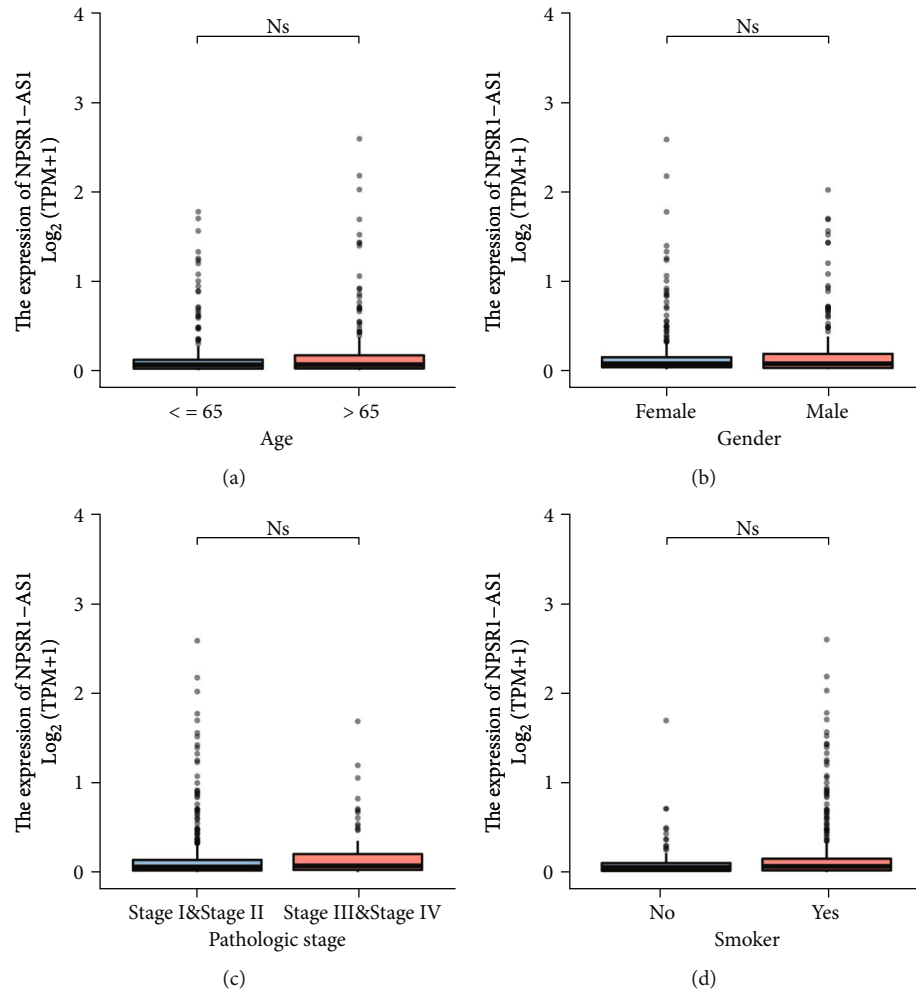 4
3
2
1
0
The expression of NPSR1–AS1
Log₂ (TPM+1)
Ns
< = 65
> 65
Age
(a)
4
3
2
1
0
The expression of NPSR1–AS1
Log₂ (TPM+1)
Ns
Female
Male
Gender
(b)
4
3
2
1
0
The expression of NPSR1–AS1
Log₂ (TPM+1)
Ns
Stage I&Stage II
Stage III&Stage IV
Pathologic stage
(c)
4
3
2
1
0
The expression of NPSR1–AS1
Log₂ (TPM+1)
Ns
No
Yes
Smoker
(d)